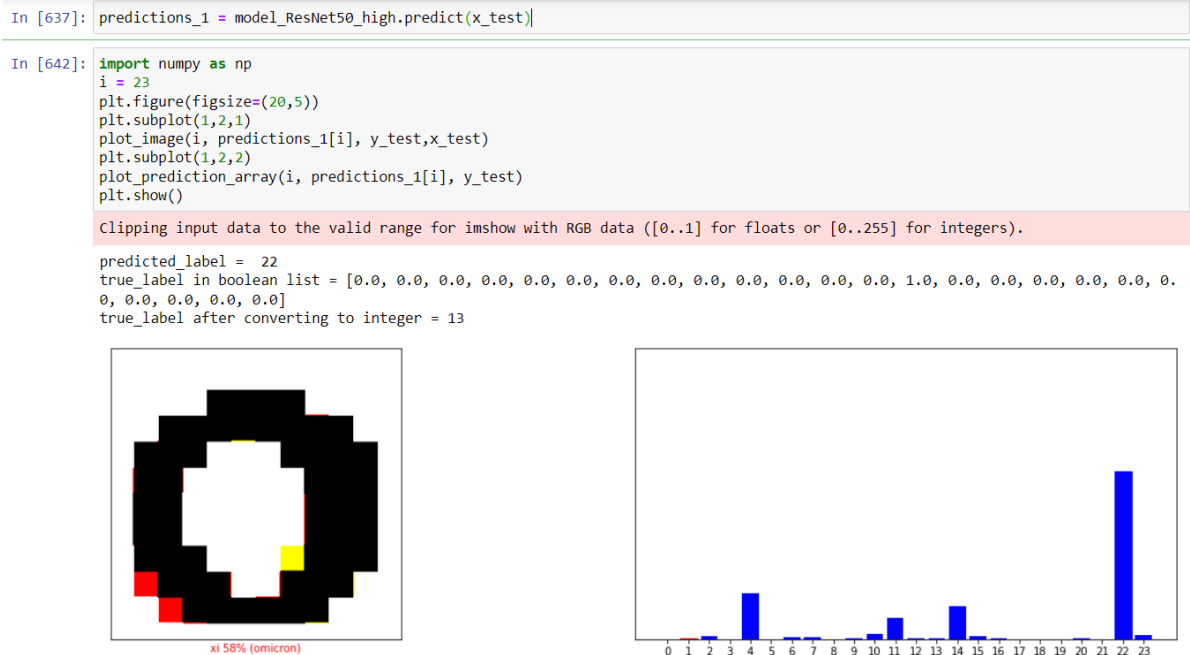 In [637]: predictions_1 = model_ResNet50_high.predict(x_test)
In [642]: import numpy as np
i = 23
plt.figure(figsize=(20,5))
plt.subplot(1,2,1)
plot_image(i, predictions_1[i], y_test,x_test)
plt.subplot(1,2,2)
plot_prediction_array(i, predictions_1[i], y_test)
plt.show()
Clipping input data to the valid range for imshow with RGB data ([0..1] for floats or [0..255] for integers).
predicted_label =  22
true_label in boolean list = [0.0, 0.0, 0.0, 0.0, 0.0, 0.0, 0.0, 0.0, 0.0, 0.0, 0.0, 0.0, 0.0, 1.0, 0.0, 0.0, 0.0, 0.0, 0.0, 0.
0, 0.0, 0.0, 0.0, 0.0]
true_label after converting to integer = 13
xi 58% (omicron)
0 1 2 3 4 5 6 7 8 9 10 11 12 13 14 15 16 17 18 19 20 21 22 23